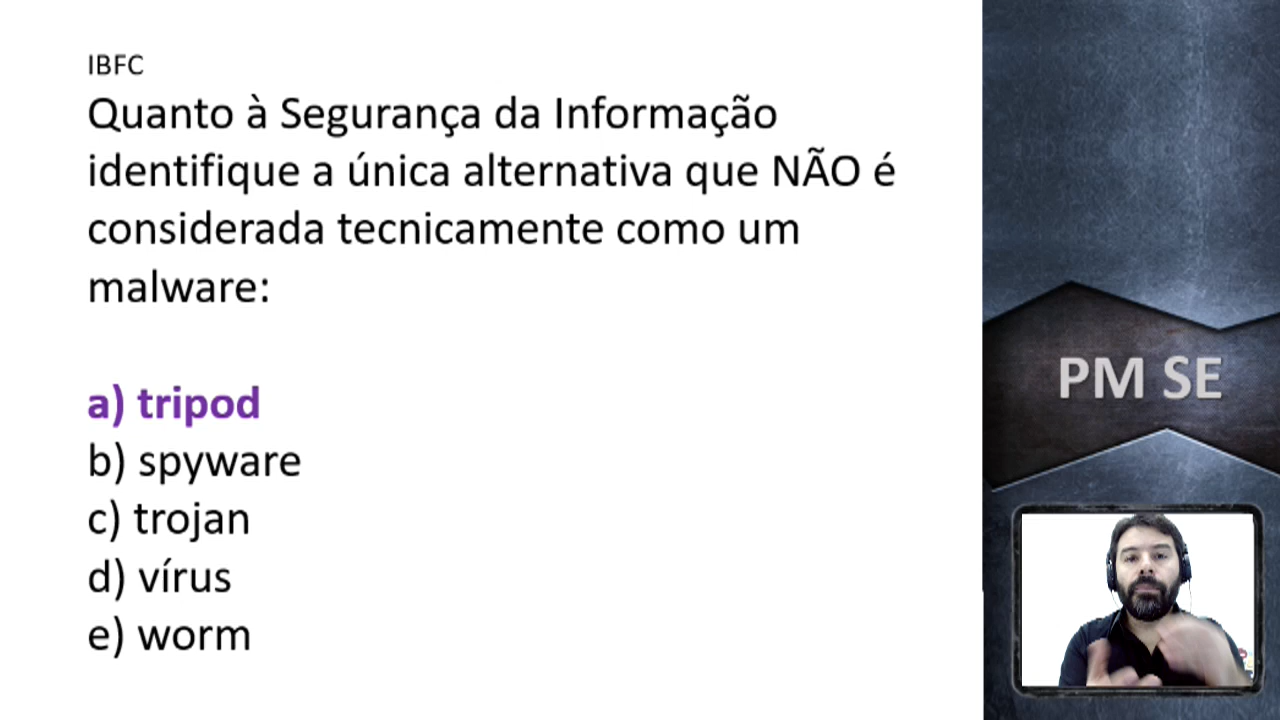 IBFC
Quanto à Segurança da Informação
identifique a única alternativa que NÃO é
considerada tecnicamente como um
malware:
a) tripod
b) spyware
c) trojan
d) vírus
e) worm
PM SE